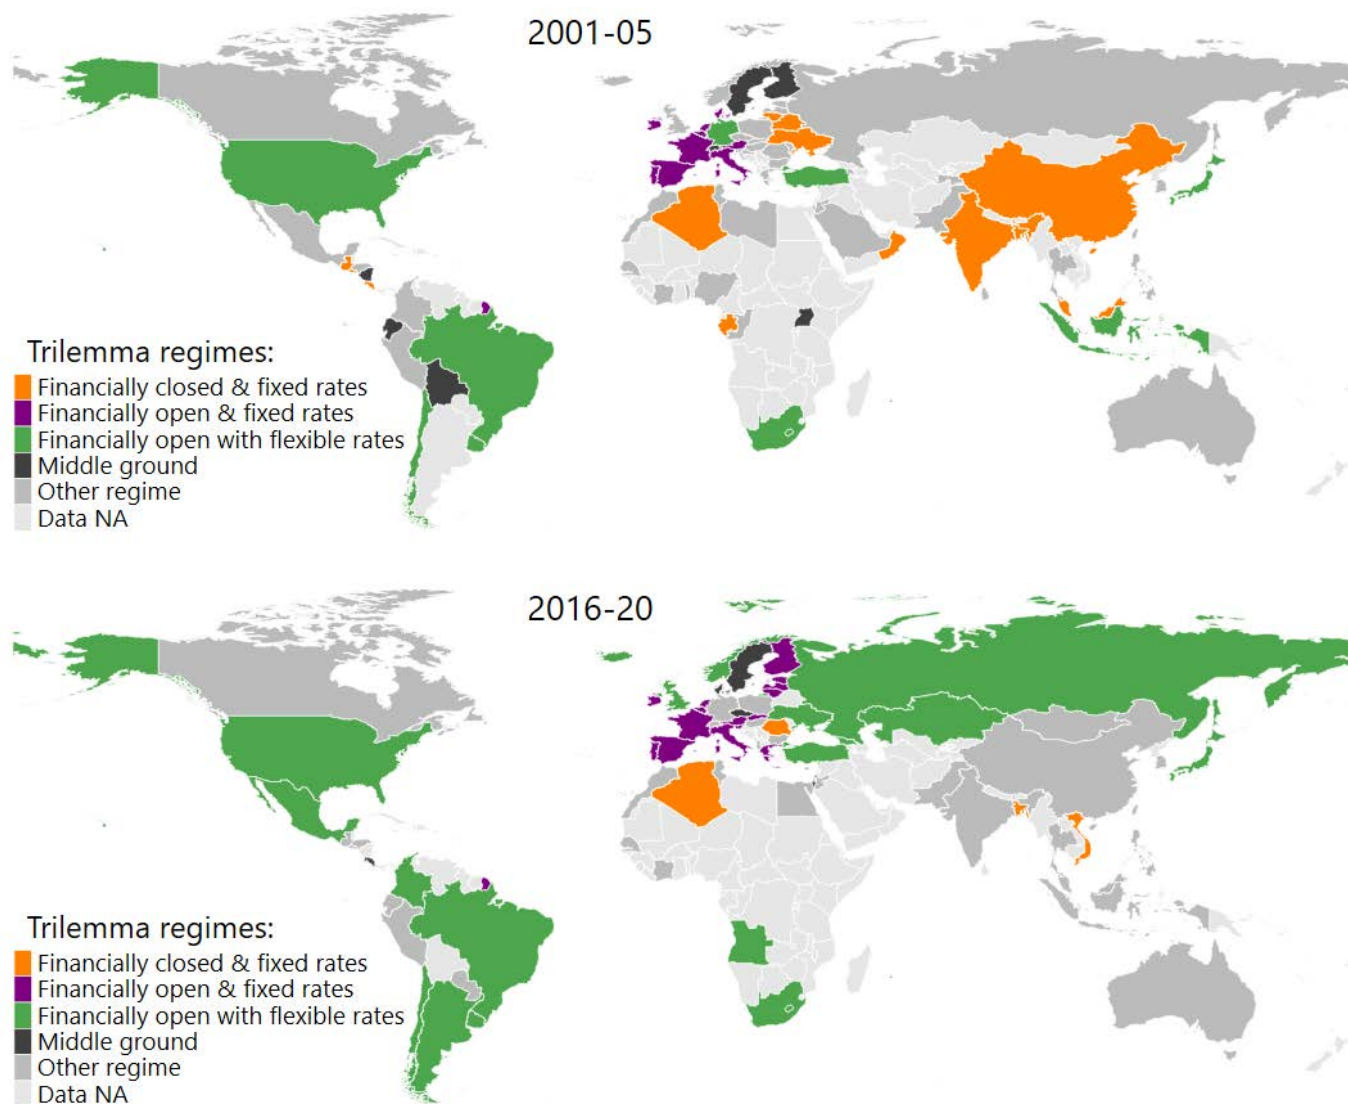 2001-05
Trilemma regimes:
Financially closed & fixed rates
Financially open & fixed rates
Financially open with flexible rates
Middle ground
Other regime
Data NA
2016-20
Trilemma regimes:
Financially closed & fixed rates
Financially open & fixed rates
Financially open with flexible rates
Middle ground
Other regime
Data NA